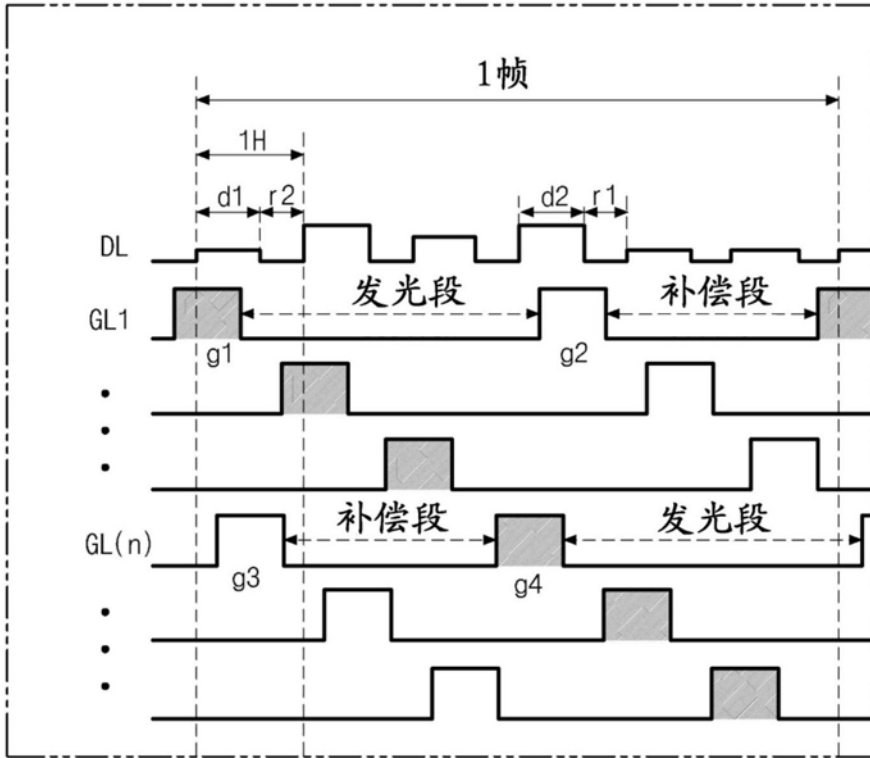 1帧
1H
d1 r2 d2 r1
DL
发光段 补偿段
GL1
g1 g2
补偿段 发光段
GL(n)
g3 g4